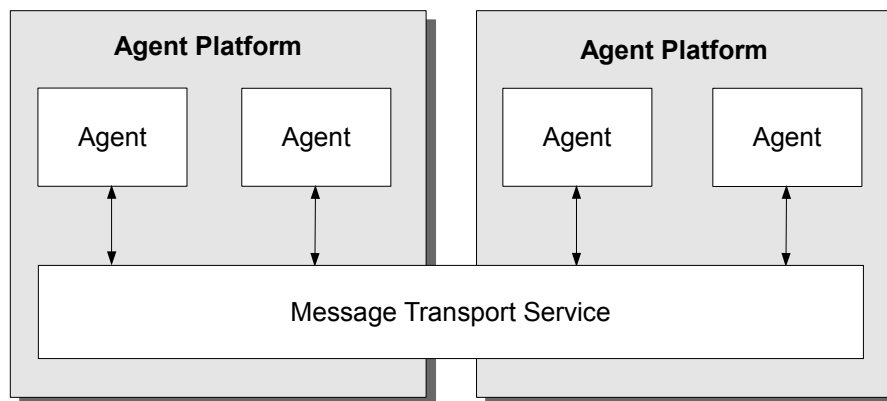 Agent Platform
Agent Platform
Agent
Agent
Agent
Agent
Message Transport Service